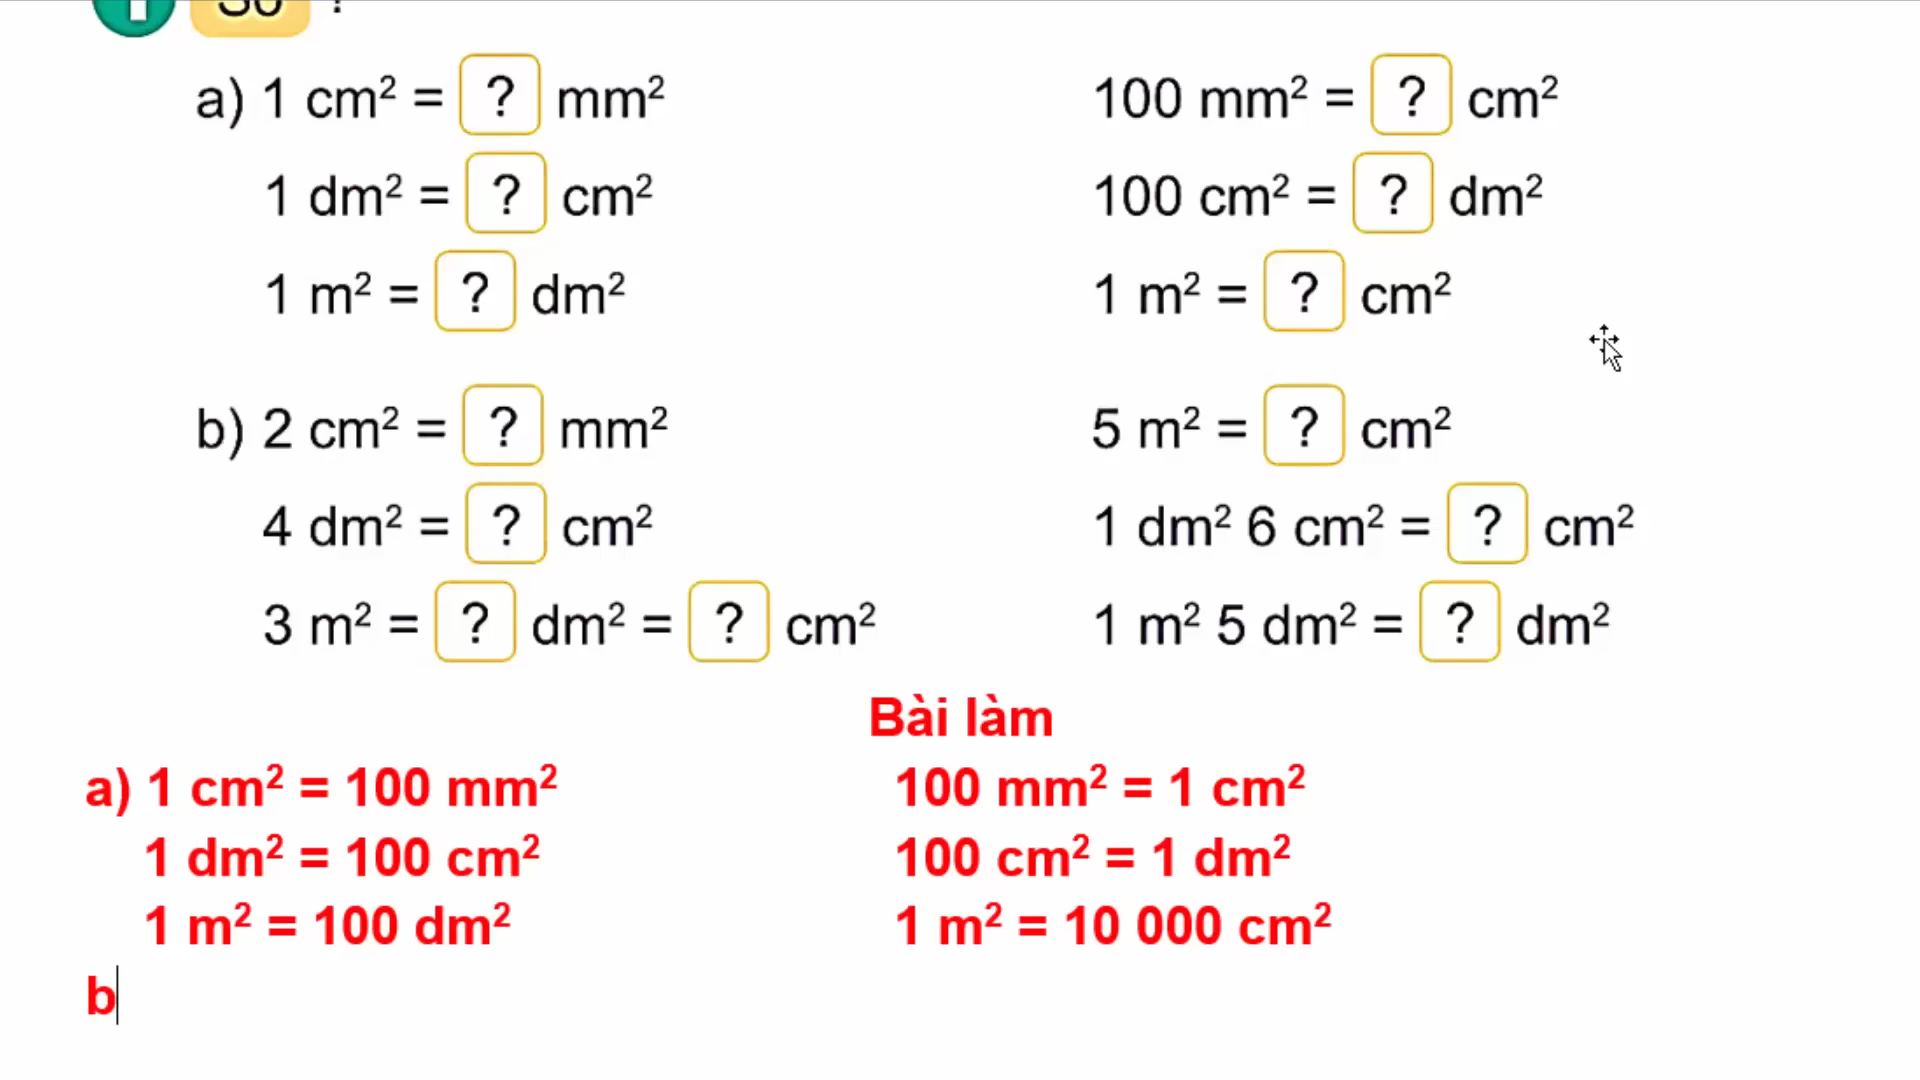 Số ?
a) 1 cm² = ? mm² 100 mm² = ? cm²
1 dm² = ? cm² 100 cm² = ? dm²
1 m² = ? dm² 1 m² = ? cm²
b) 2 cm² = ? mm² 5 m² = ? cm²
4 dm² = ? cm² 1 dm² 6 cm² = ? cm²
3 m² = ? dm² = ? cm² 1 m² 5 dm² = ? dm²
Bài làm
a) 1 cm² = 100 mm² 100 mm² = 1 cm²
1 dm² = 100 cm² 100 cm² = 1 dm²
1 m² = 100 dm² 1 m² = 10 000 cm²
b